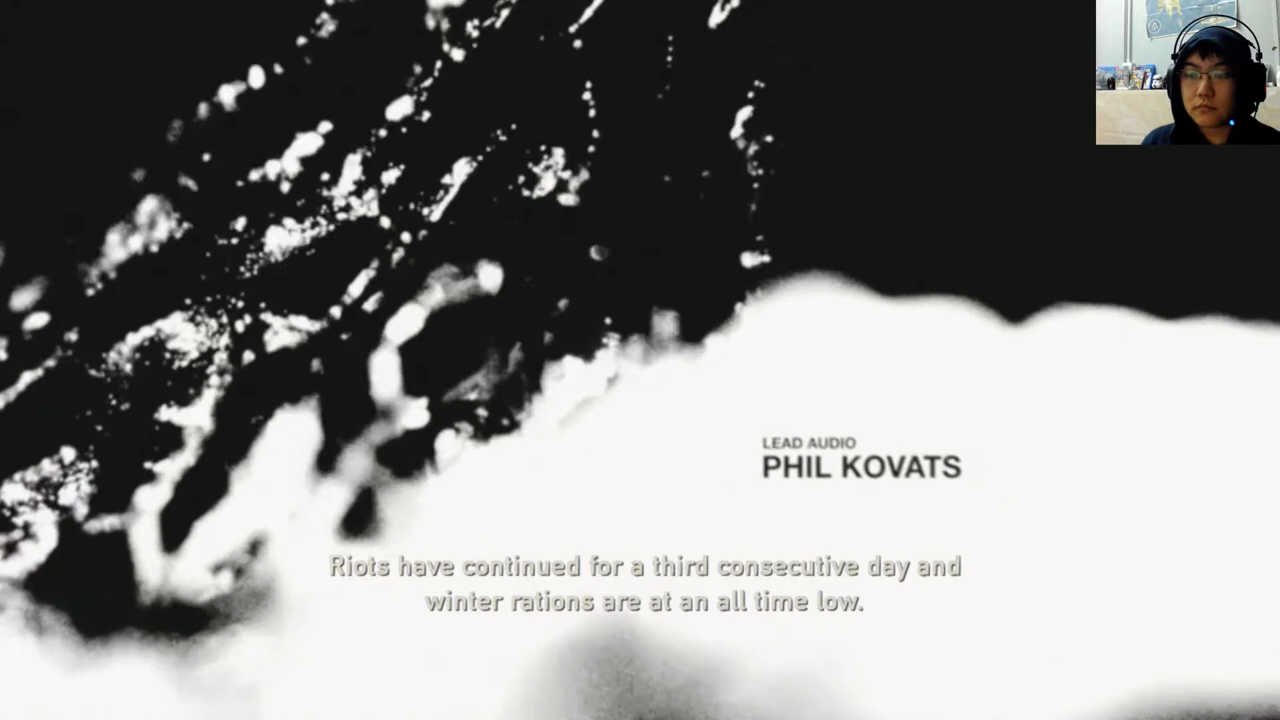 LEAD AUDIO
PHIL KOVATS
Riots have continued for a third consecutive day and
winter rations are at an all time low.